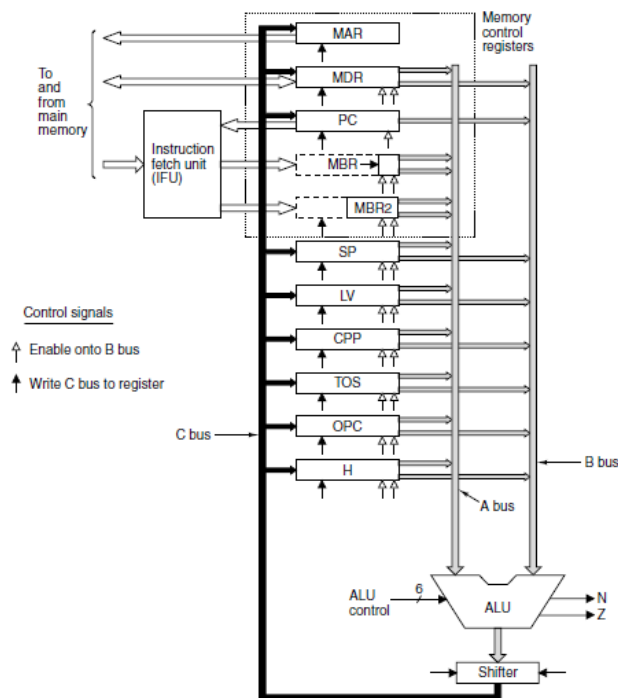 MAR
Memory
control
registers
MDR
To
and
from
main
memory
PC
Instruction
fetch unit
(IFU)
MBR
MBR2
SP
LV
Control signals
Enable onto B bus
Write C bus to register
CPP
TOS
C bus
OPC
H
B bus
A bus
6
ALU
control
ALU
N
Z
Shifter